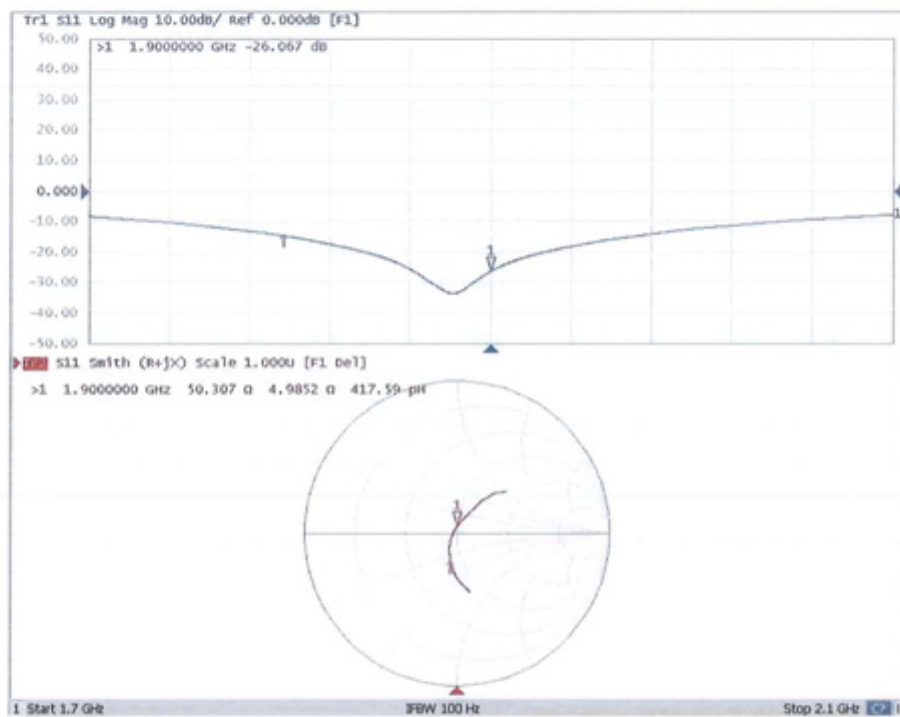 Tr1 S11 Log Mag 10.00dB/ Ref 0.000dB [F1]
50.00
>1 1.9000000 GHz -26.067 dB
40.00
30.00
20.00
10.00
0.000
-10.00
1
-20.00
1
-30.00
-40.00
-50.00
S11 Smith (R+jX) Scale 1.000U [F1 Del]
>1 1.9000000 GHz 50.307 Ω 4.9852 Ω 417.59 pH
1
1 Start 1.7 GHz
IFBW 100 Hz
Stop 2.1 GHz